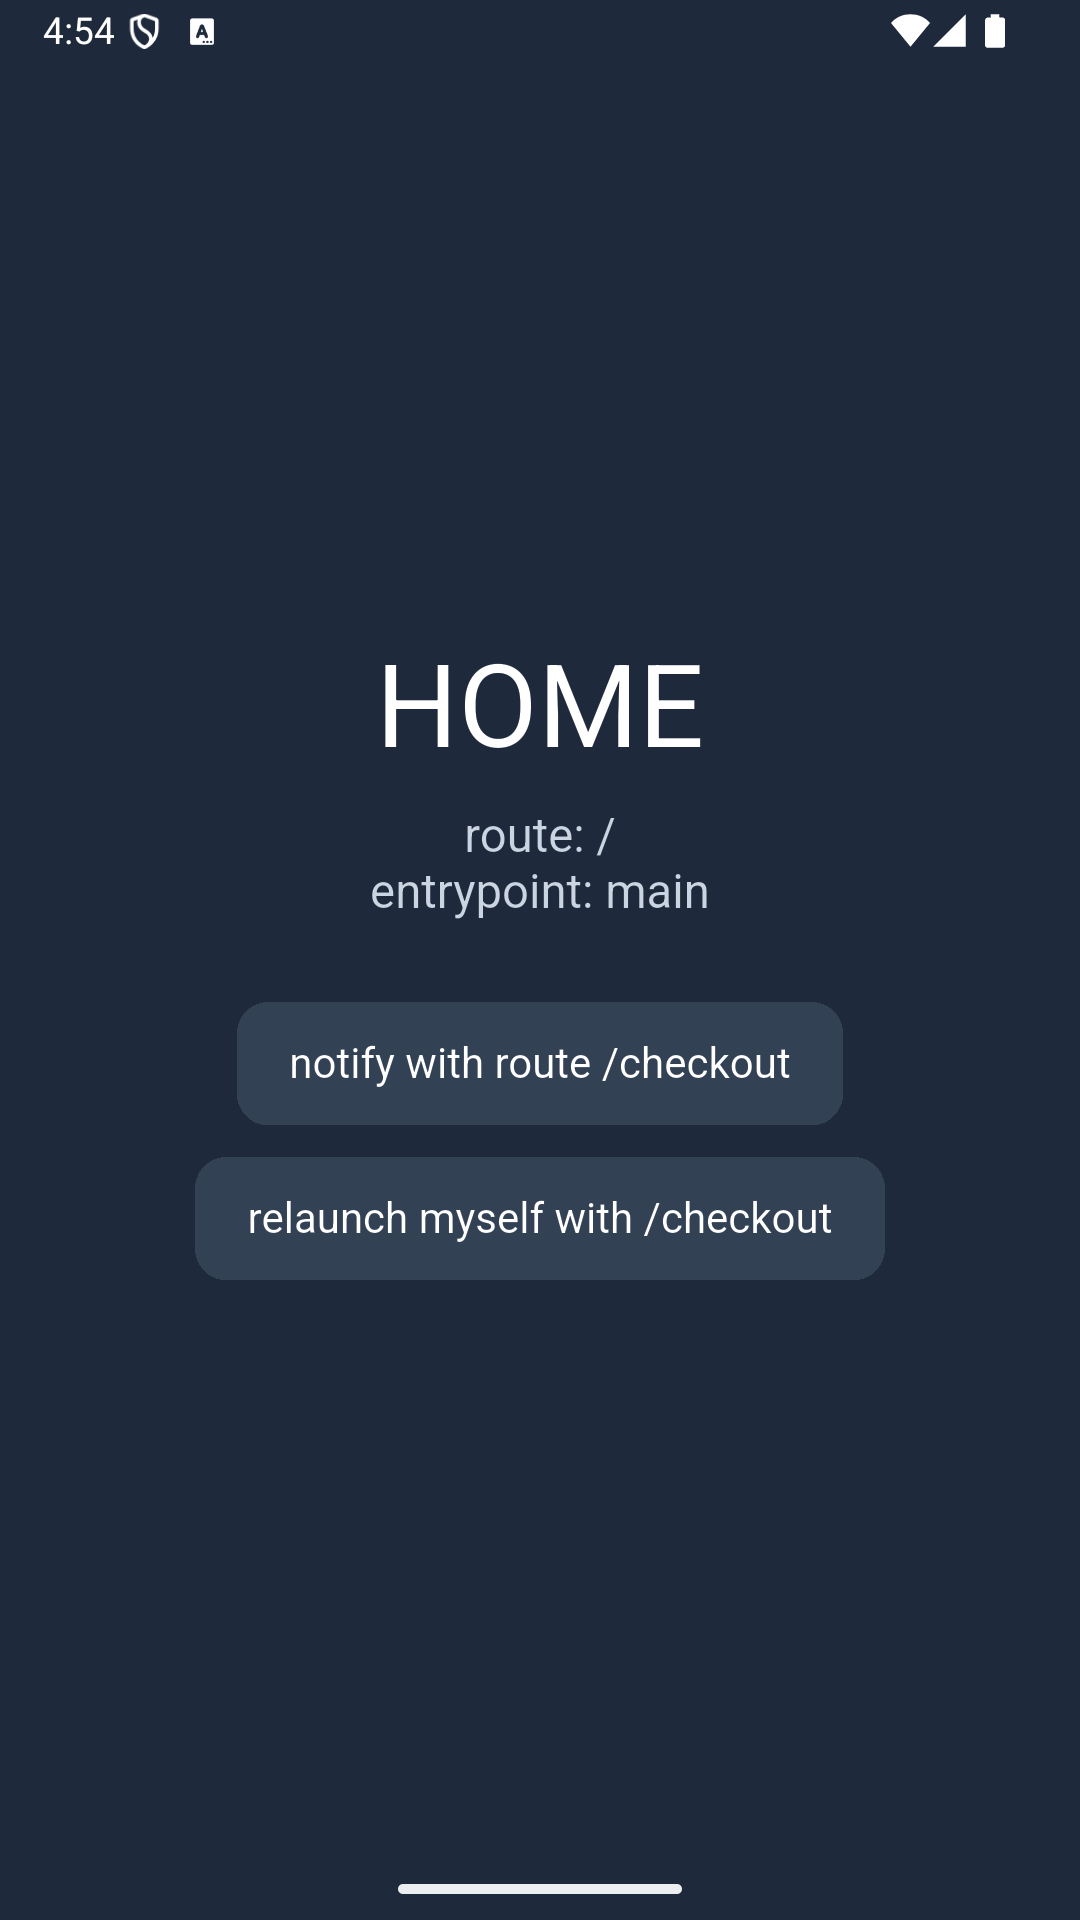 4:54
HOME
route: /
entrypoint: main
notify with route /checkout
relaunch myself with /checkout